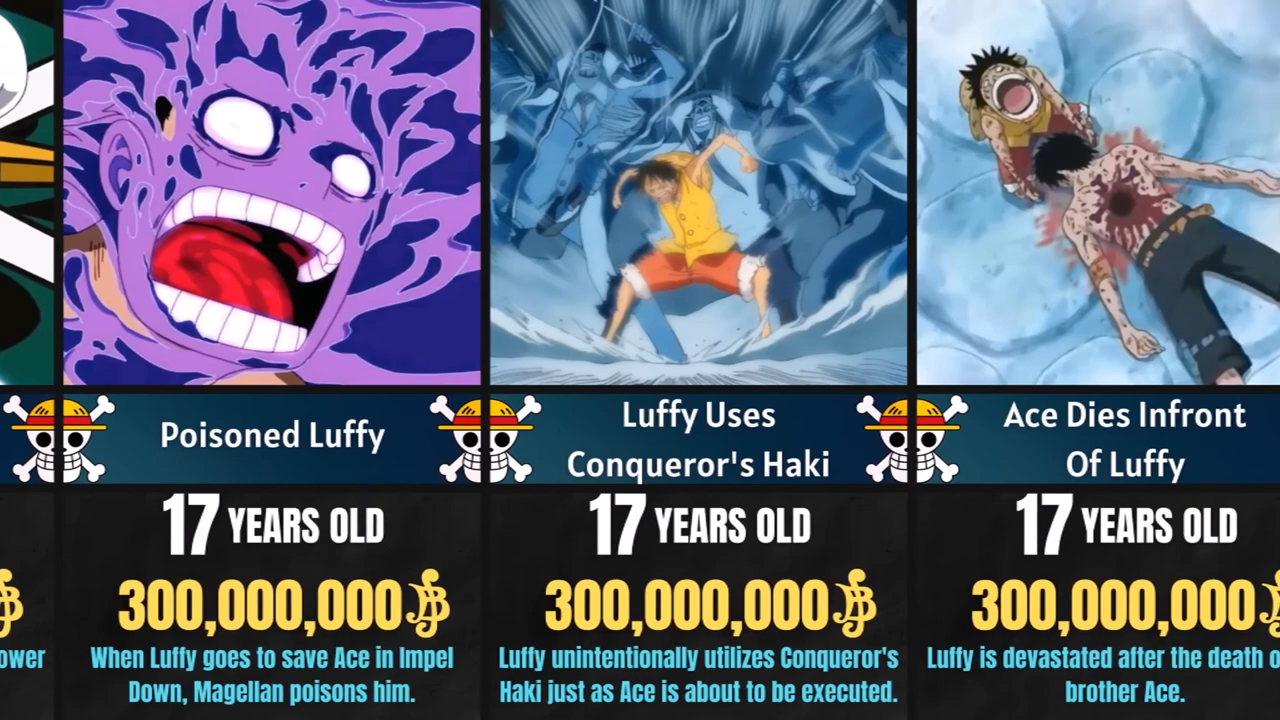 ower
Poisoned Luffy
17 YEARS OLD
300,000,000
When Luffy goes to save Ace in Impel
Down, Magellan poisons him.
Luffy Uses
Conqueror's Haki
17 YEARS OLD
300,000,000
Luffy unintentionally utilizes Conqueror's
Haki just as Ace is about to be executed.
Ace Dies Infront
Of Luffy
17 YEARS OLD
300,000,000
Luffy is devastated after the death o
brother Ace.